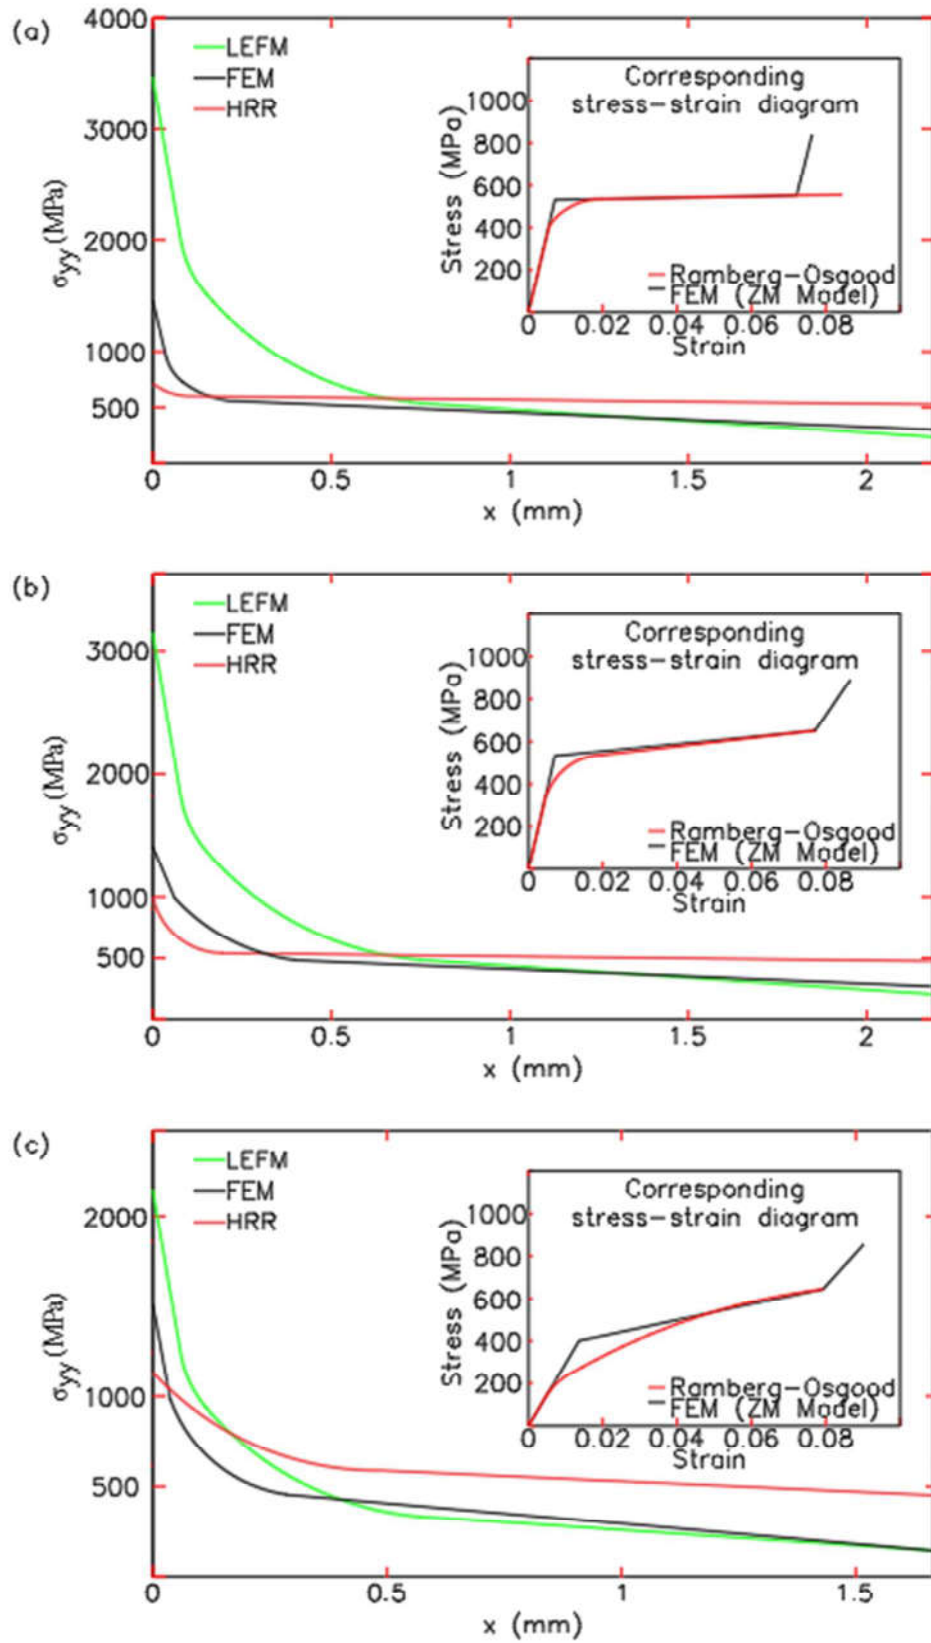 (a)
4000
3000
2000
1000
500
σyy (MPa)
LEFM
FEM
HRR
Corresponding
stress-strain diagram
Stress (MPa)
1000
800
600
400
200
Ramberg-Osgood
FEM (ZM Model)
0 0.02 0.04 0.06 0.08
Strain
0 0.5 1 1.5 2
x (mm)
(b)
3000
2000
1000
500
σyy (MPa)
LEFM
FEM
HRR
Corresponding
stress-strain diagram
Stress (MPa)
1000
800
600
400
200
Ramberg-Osgood
FEM (ZM Model)
0 0.02 0.04 0.06 0.08
Strain
0 0.5 1 1.5 2
x (mm)
(c)
2000
1000
500
σyy (MPa)
LEFM
FEM
HRR
Corresponding
stress-strain diagram
Stress (MPa)
1000
800
600
400
200
Ramberg-Osgood
FEM (ZM Model)
0 0.02 0.04 0.06 0.08
Strain
0 0.5 1 1.5
x (mm)